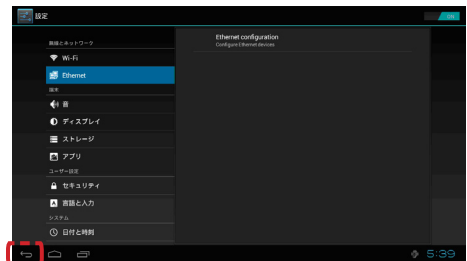 設定
ON
無線とネットワーク
Wi-Fi
Ethernet
端末
音
ディスプレイ
ストレージ
アプリ
ユーザー設定
セキュリティ
言語と入力
システム
日付と時刻
Ethernet configuration
Configure Ethernet devices
5:39